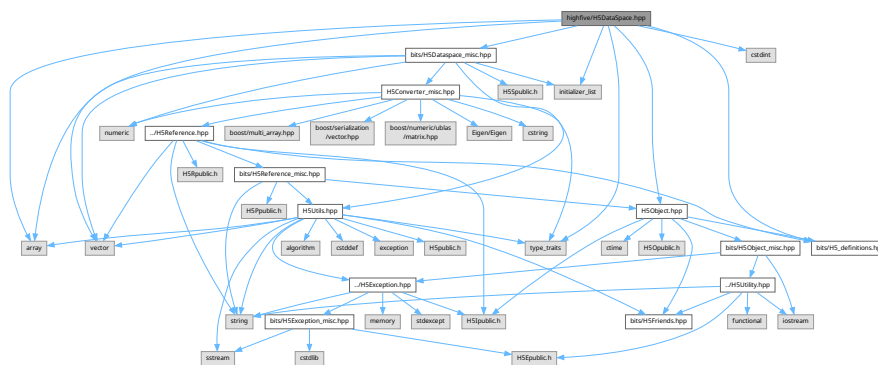 highfive/H5DataSpace.hpp
bits/H5Dataspace_misc.hpp
cstdint
H5Converter_misc.hpp
H5Spublic.h
initializer_list
numeric
../H5Reference.hpp
boost/multi_array.hpp
boost/serialization
/vector.hpp
boost/numeric/ublas
/matrix.hpp
Eigen/Eigen
cstring
H5Rpublic.h
bits/H5Reference_misc.hpp
H5Ppublic.h
H5Utils.hpp
H5Object.hpp
array
vector
algorithm
cstddef
exception
H5public.h
type_traits
ctime
H5Opublic.h
bits/H5Object_misc.hpp
bits/H5_definitions.hpp
../H5Exception.hpp
../H5Utility.hpp
string
bits/H5Exception_misc.hpp
memory
stdexcept
H5Ipublic.h
bits/H5Friends.hpp
functional
iostream
sstream
cstdlib
H5Epublic.h